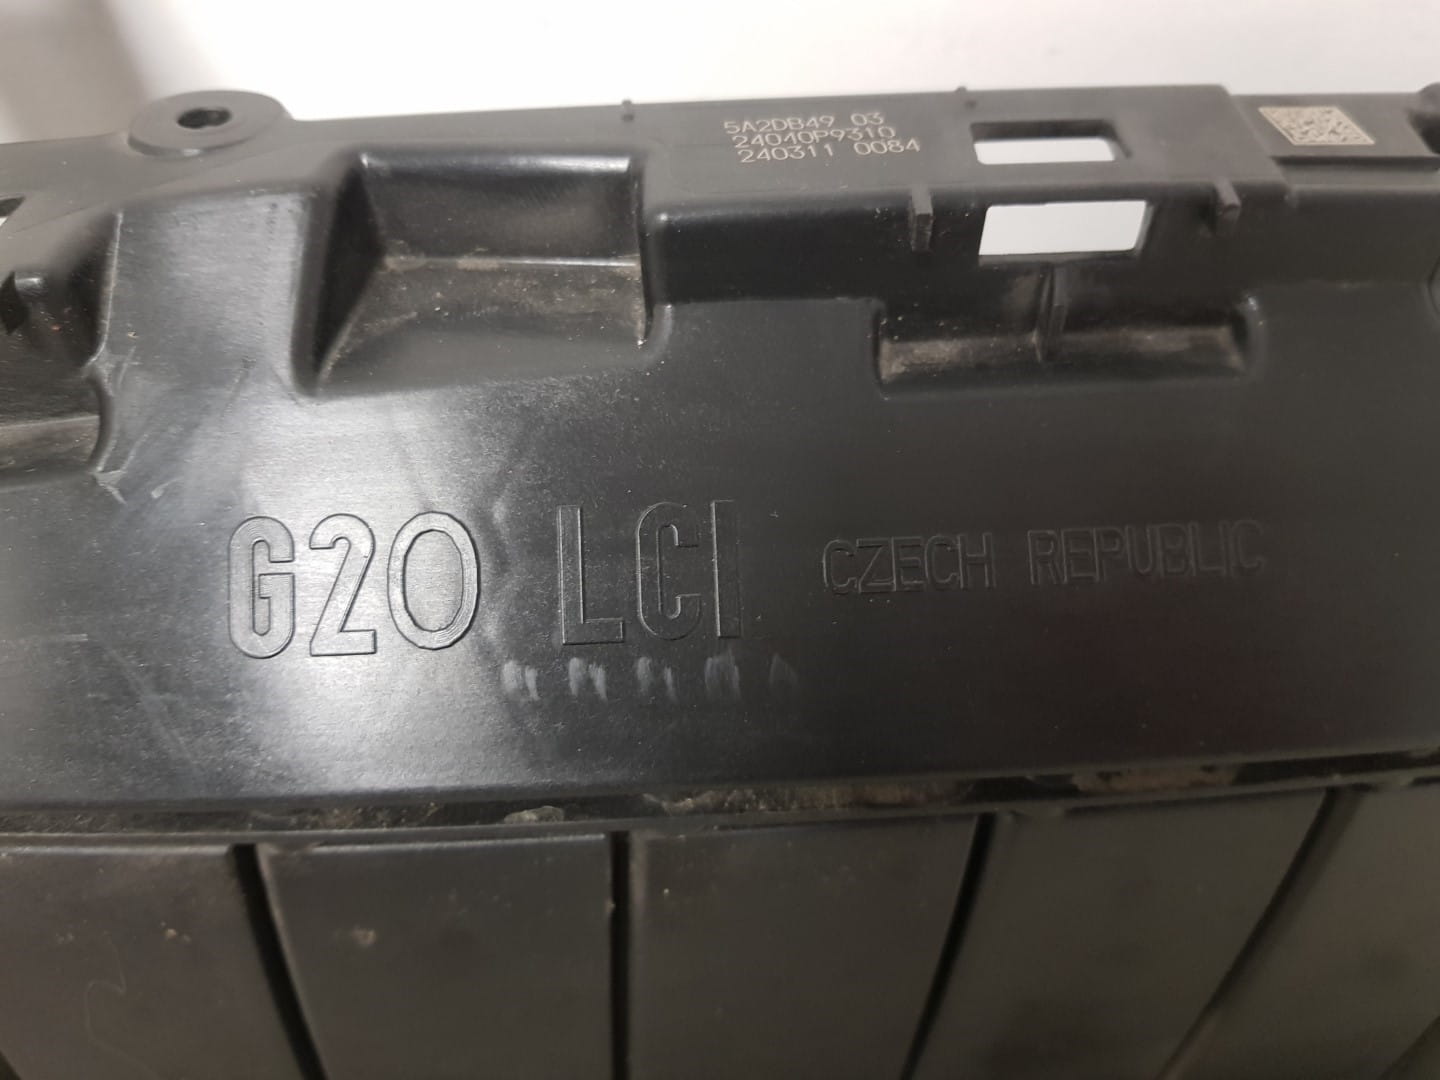 5A2DB49 03
24040P9310
240311 0084
G20 LCI
CZECH REPUBLIC